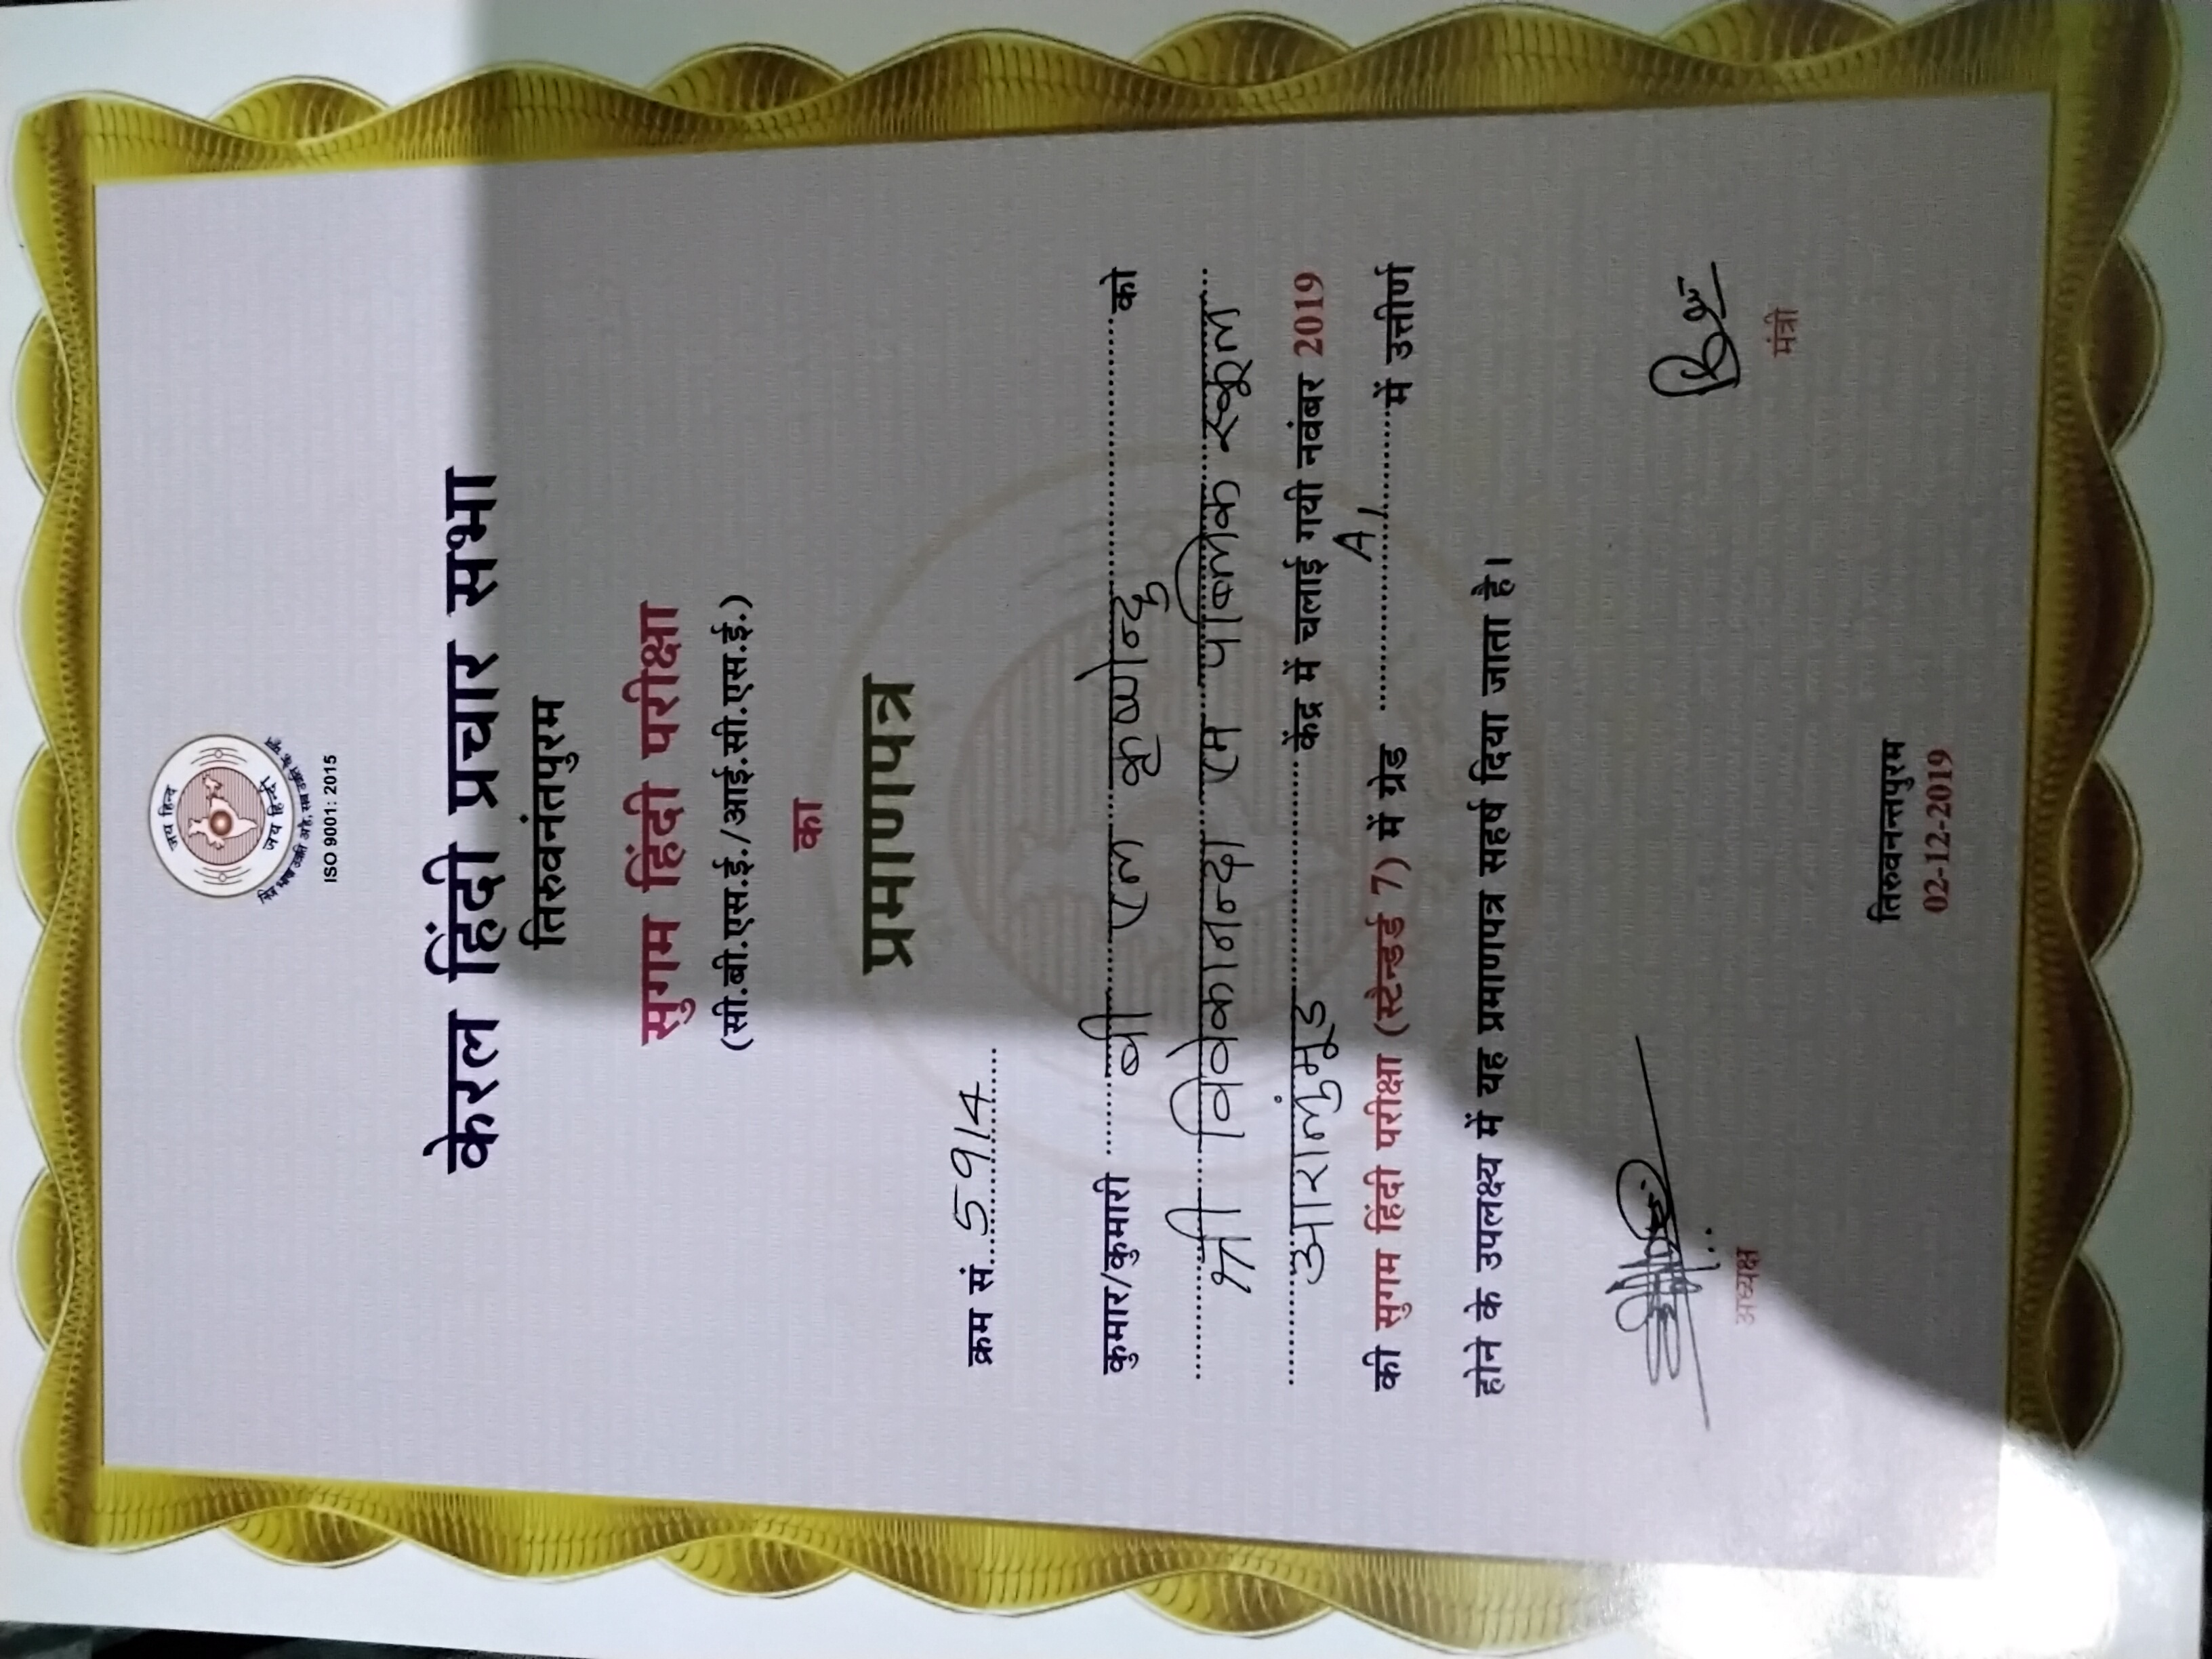 जय हिन्द
जय हिन्दी
ISO 9001: 2015
केरल हिंदी प्रचार सभा
तिरुवनंतपुरम
सुगम हिंदी परीक्षा
(सी.बी.एस.ई./आई.सी.एस.ई.)
का
प्रमाणपत्र
क्रम सं. 5914
कुमार/कुमारी बी एल कृष्णेन्दु को
श्री विवेकानन्दा एम पब्लिक स्कूल
केंद्र में चलाई गयी नवंबर 2019
की सुगम हिंदी परीक्षा (स्टैन्डर्ड 7) में ग्रेड A1 में उत्तीर्ण
होने के उपलक्ष्य में यह प्रमाणपत्र सहर्ष दिया जाता है।
अध्यक्ष
मंत्री
तिरुवनन्तपुरम
02-12-2019